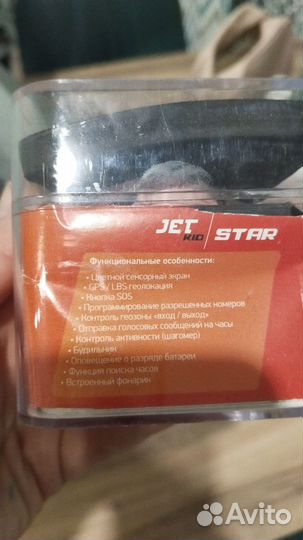 JET KID / STAR
Функциональные особенности:
• Цветной сенсорный экран
• GPS / LBS геолокация
• Кнопка SOS
• Программирование разрешенных номеров
• Контроль геозоны «вход / выход»
• Отправка голосовых сообщений на часы
• Контроль активности (шагомер)
• Будильник
• Оповещение о разряде батареи
• Функция поиска часов
• Встроенный фонарик
Avito